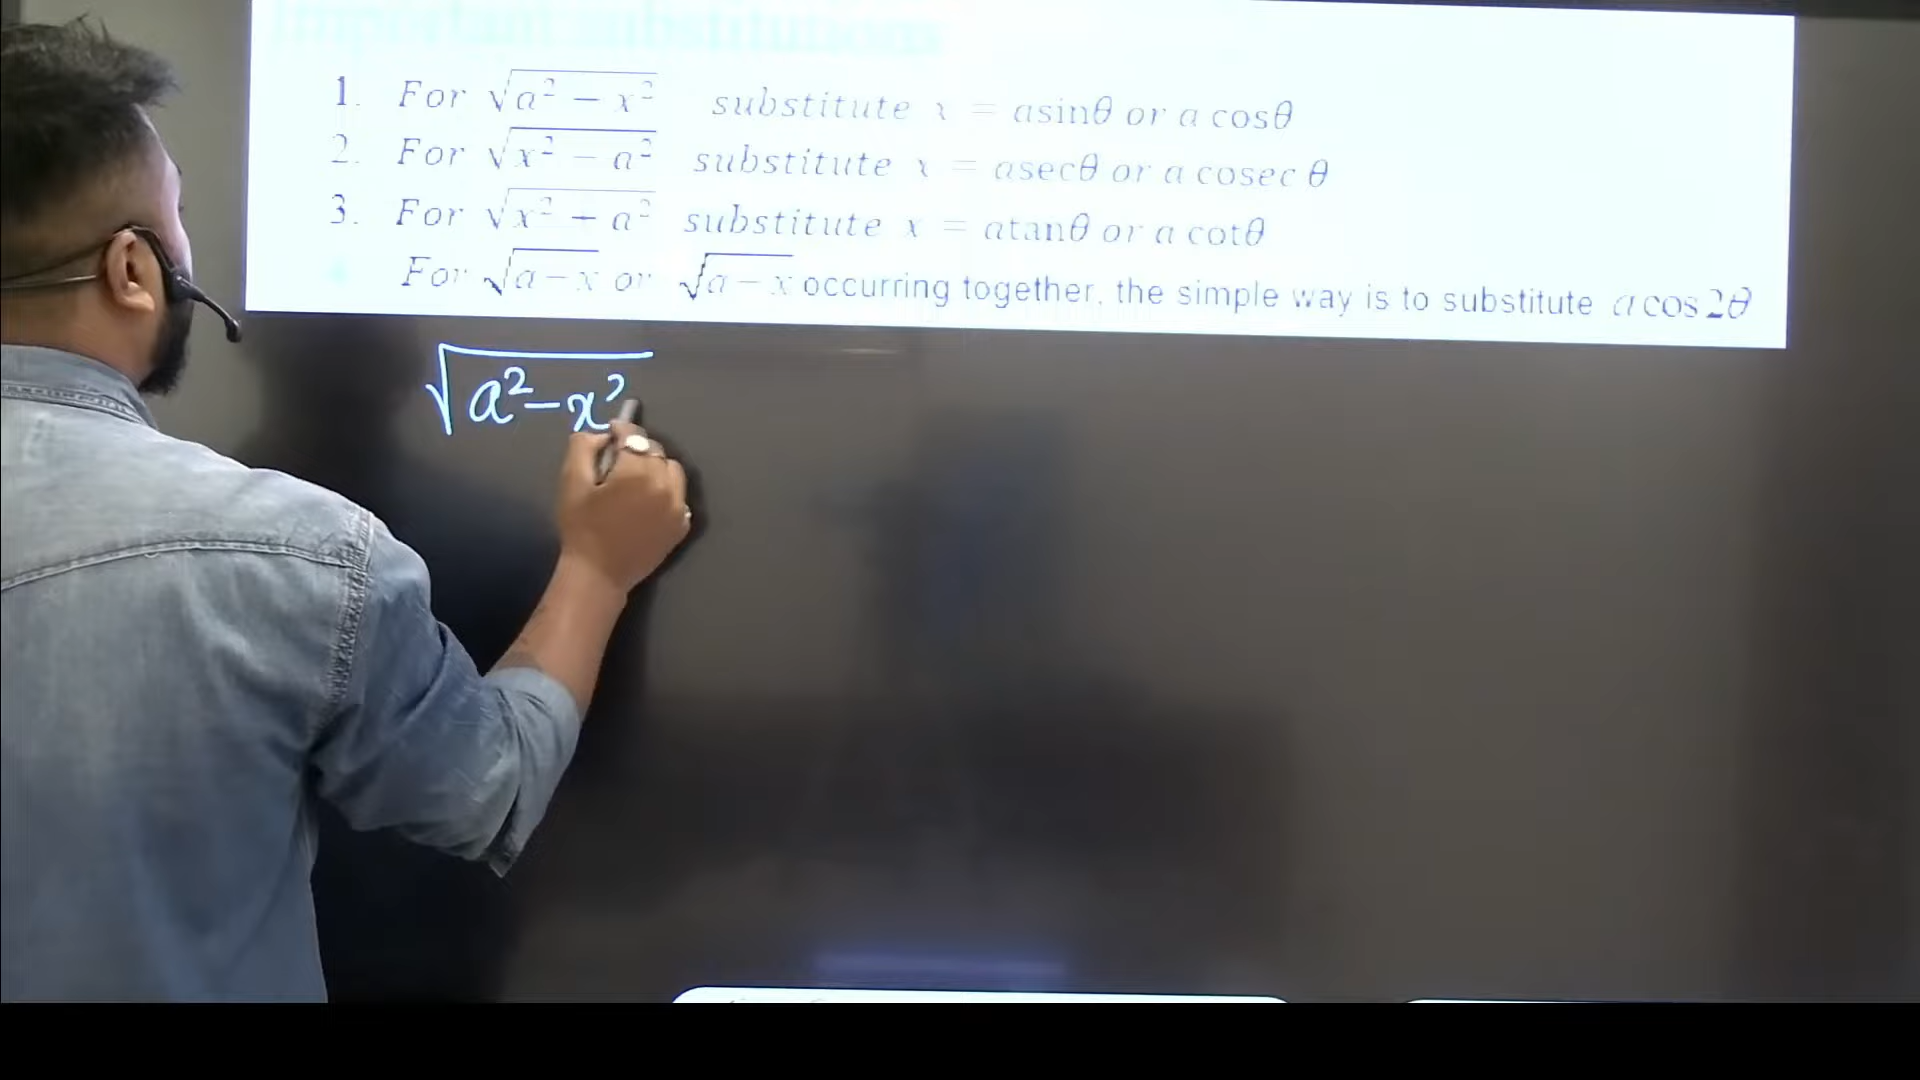 Important substitutions
1. For √(a² − x²) substitute x = asinθ or a cosθ
2. For √(x² − a²) substitute x = asecθ or a cosec θ
3. For √(x² + a²) substitute x = atanθ or a cotθ
For √(a−x) or √(a−x) occurring together, the simple way is to substitute a cos 2θ
√(a²−x²)